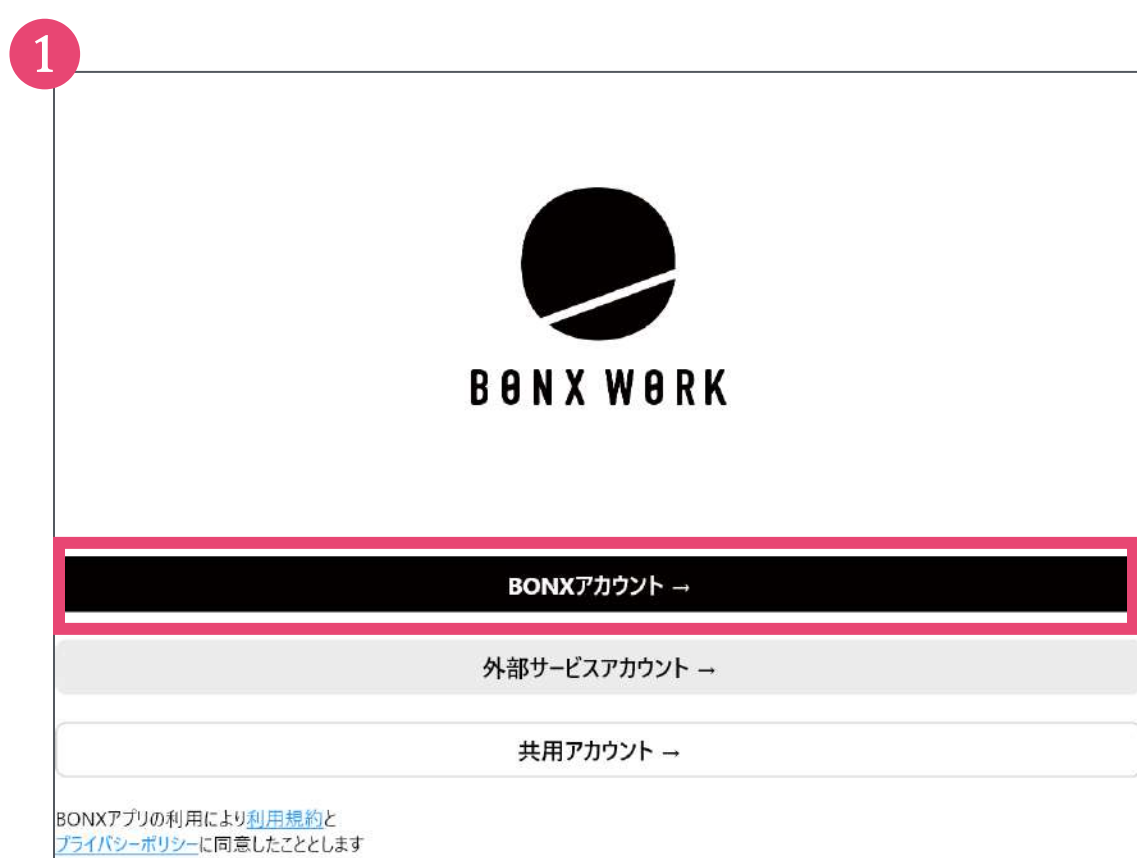 1
BONX WORK
BONXアカウント →
外部サービスアカウント →
共用アカウント →
BONXアプリの利用により利用規約と
プライバシーポリシーに同意したこととします